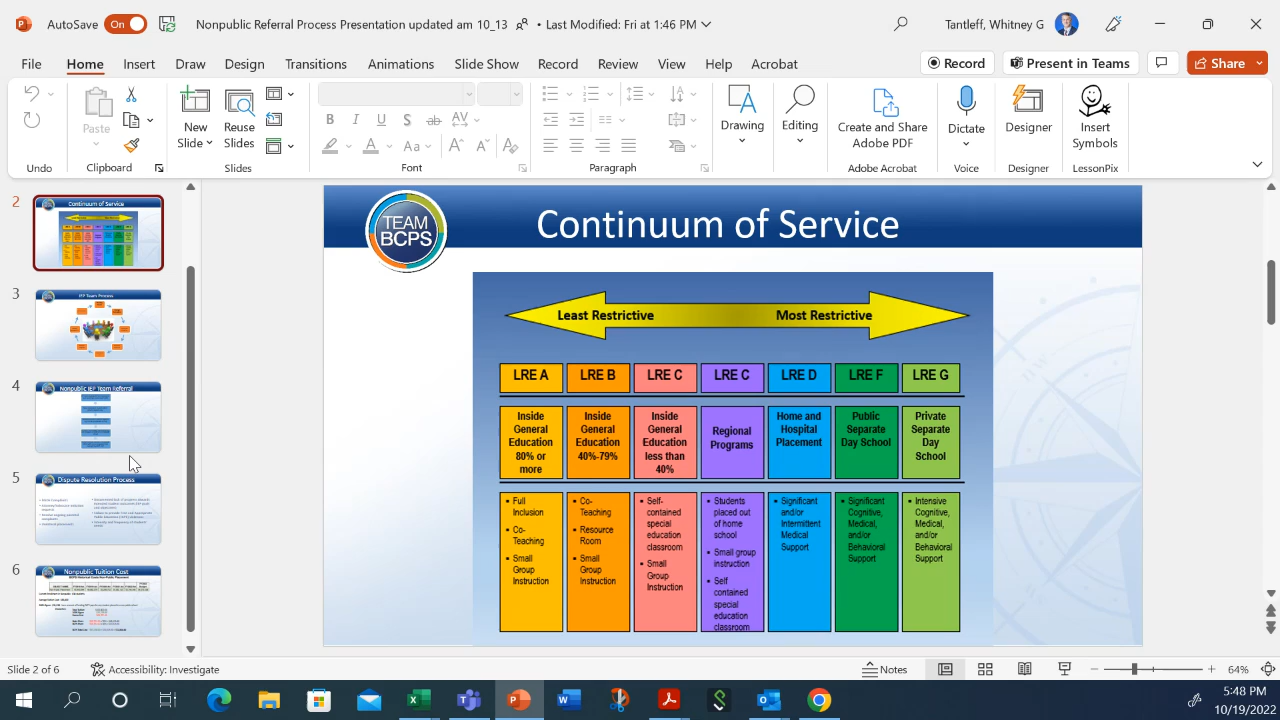 AutoSave On Nonpublic Referral Process Presentation updated am 10_13 • Last Modified: Fri at 1:46 PM Tantleff, Whitney G
File Home Insert Draw Design Transitions Animations Slide Show Record Review View Help Acrobat Record Present in Teams Share
Paste
New Slide
Reuse Slides
Drawing
Editing
Create and Share Adobe PDF
Dictate
Designer
Insert Symbols
Undo Clipboard Slides Font Paragraph Adobe Acrobat Voice Designer LessonPix
2
Continuum of Service
3
IEP Team Process
4
Nonpublic IEP Team Referral
5
Dispute Resolution Process
6
Nonpublic Tuition Cost
TEAM
BCPS
Continuum of Service
Least Restrictive Most Restrictive
LRE A LRE B LRE C LRE C LRE D LRE F LRE G
Inside
General
Education
80% or
more
Inside
General
Education
40%-79%
Inside
General
Education
less than
40%
Regional
Programs
Home and
Hospital
Placement
Public
Separate
Day School
Private
Separate
Day
School
• Full
Inclusion
• Co-
Teaching
• Small
Group
Instruction
• Co-
Teaching
• Resource
Room
• Small
Group
Instruction
• Self-
contained
special
education
classroom
• Small
Group
Instruction
• Students
placed out
of home
school
• Small group
instruction
• Self
contained
special
education
classroom
• Significant
and/or
Intermittent
Medical
Support
• Significant
Cognitive,
Medical,
and/or
Behavioral
Support
• Intensive
Cognitive,
Medical,
and/or
Behavioral
Support
Slide 2 of 6 Accessibility: Investigate Notes 64%
5:48 PM
10/19/2022